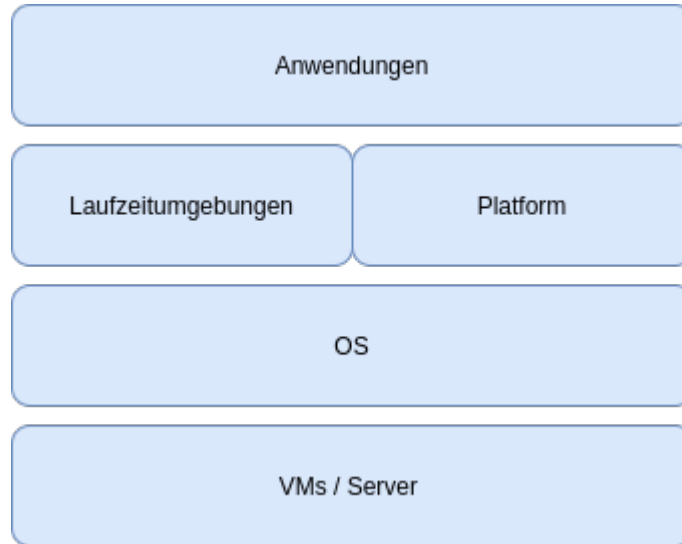 Anwendungen
Laufzeitumgebungen
Platform
OS
VMs / Server